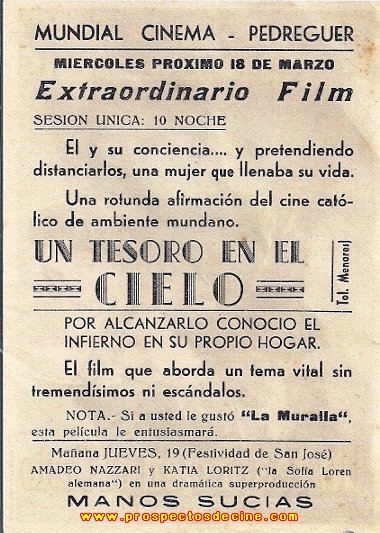 MUNDIAL CINEMA - PEDREGUER
MIERCOLES PROXIMO 18 DE MARZO
Extraordinario Film
SESION UNICA: 10 NOCHE
El y su conciencia.... y pretendiendo
distanciarlos, una mujer que llenaba su vida.
Una rotunda afirmación del cine cató-
lico de ambiente mundano.
UN TESORO EN EL
CIELO
Tol. Menores
POR ALCANZARLO CONOCIO EL
INFIERNO EN SU PROPIO HOGAR.
El film que aborda un tema vital sin
tremendísimos ni escándalos.
NOTA.- Si a usted le gustó "La Muralla",
esta película le entusiasmará.
Mañana JUEVES, 19 (Festividad de San José)
AMADEO NAZZARI y KATIA LORITZ ("la Sofía Loren
alemana") en una dramática superproducción
MANOS SUCIAS
www.prospectosdecine.com